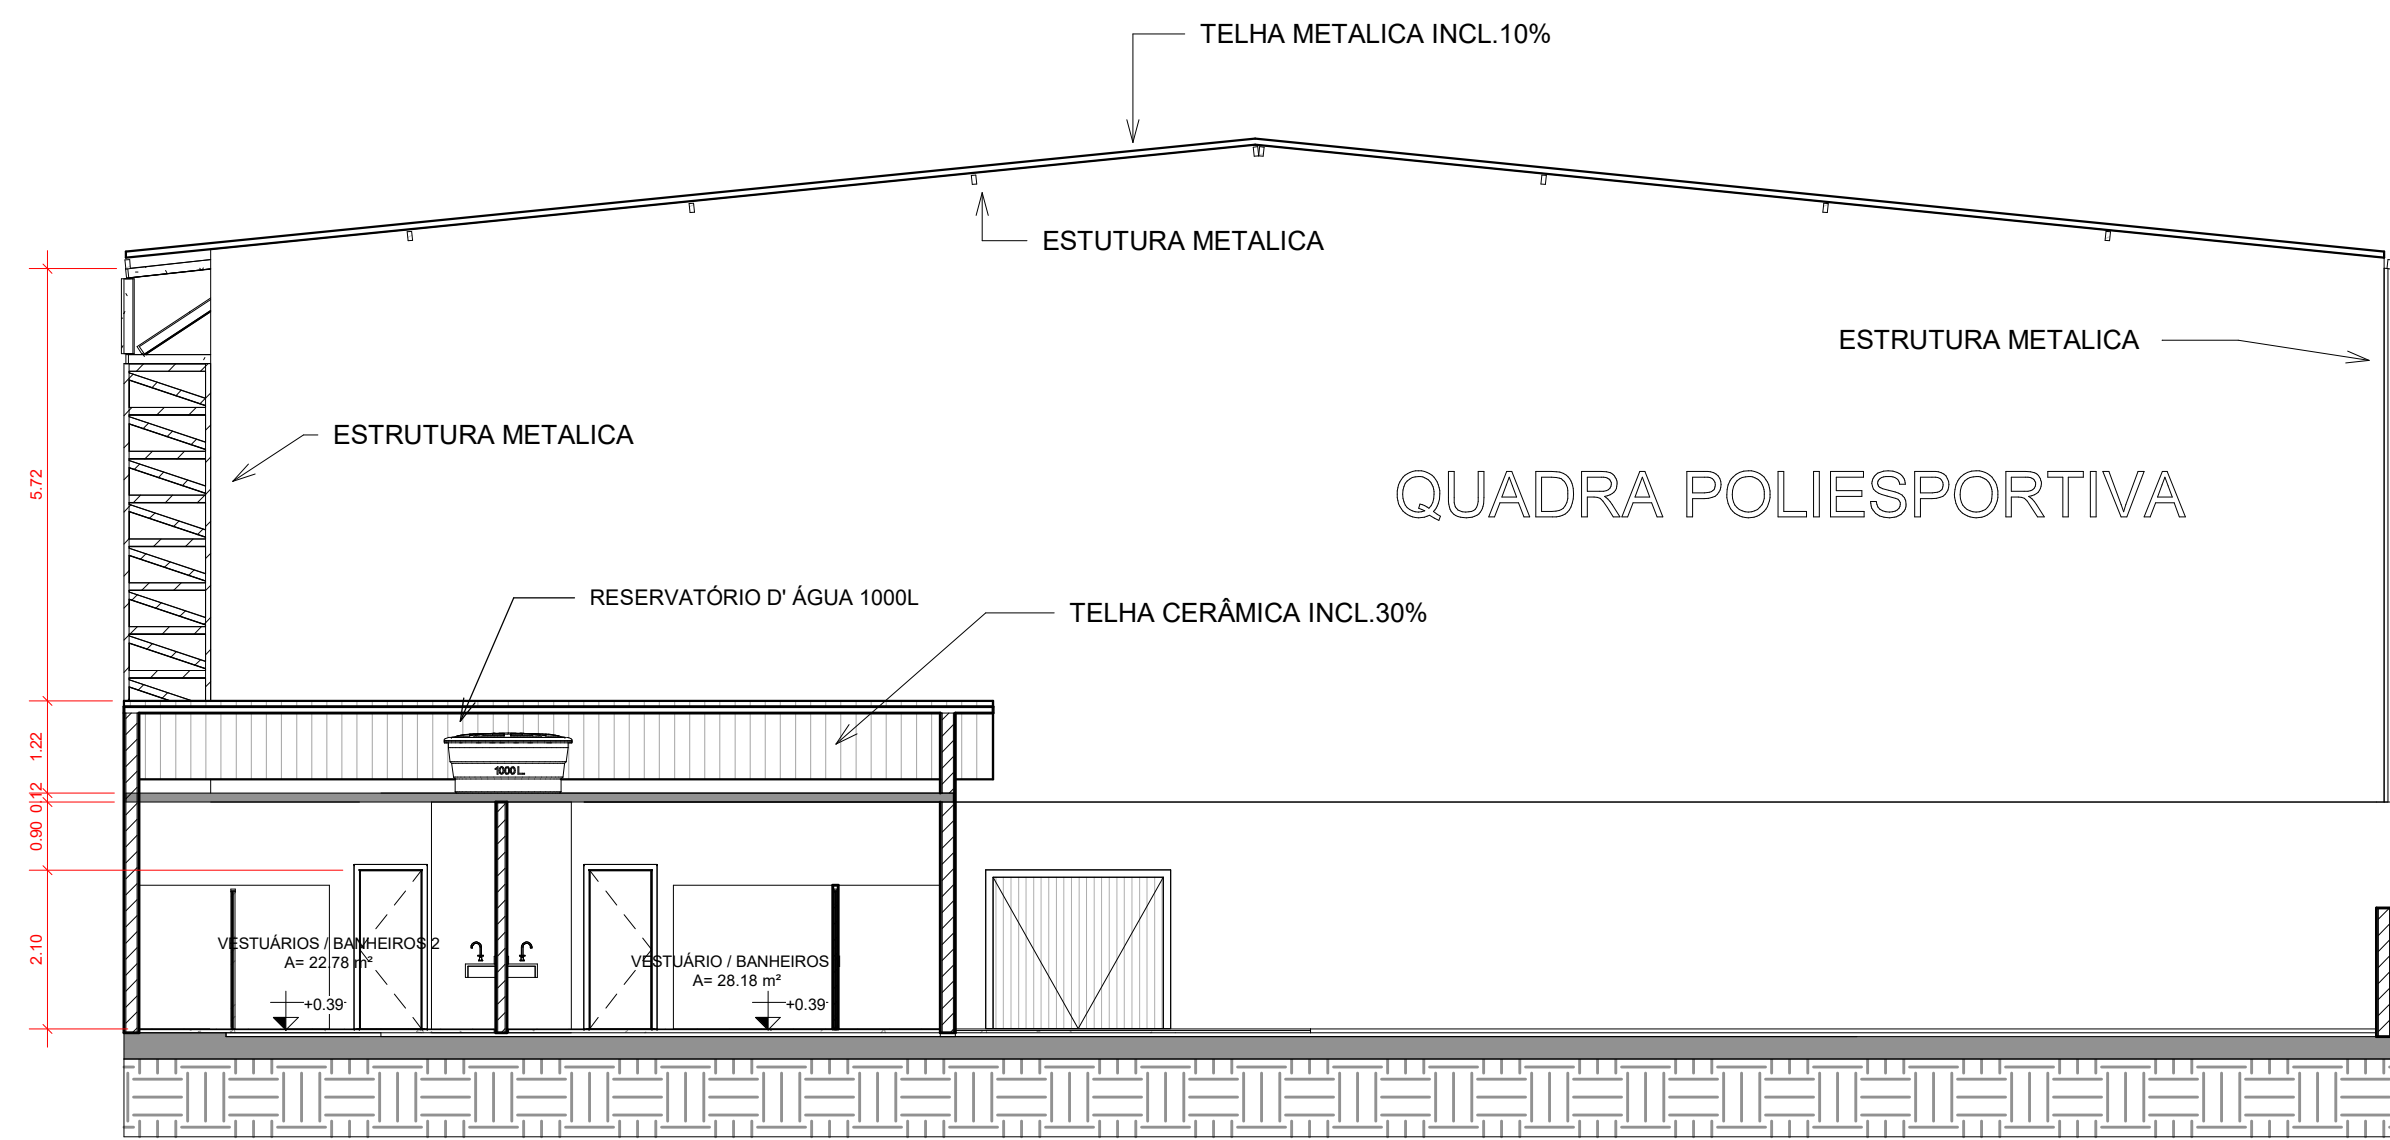 TELHA METALICA INCL.10%
ESTUTURA METALICA
ESTRUTURA METALICA
ESTRUTURA METALICA
QUADRA POLIESPORTIVA
5.72
RESERVATÓRIO D' ÁGUA 1000L
TELHA CERÂMICA INCL.30%
1.22
1000 L
0.12
0.90
2.10
VESTUÁRIOS / BANHEIROS 2
A= 22.78 m²
+0.39
VESTUÁRIO / BANHEIROS 1
A= 28.18 m²
+0.39